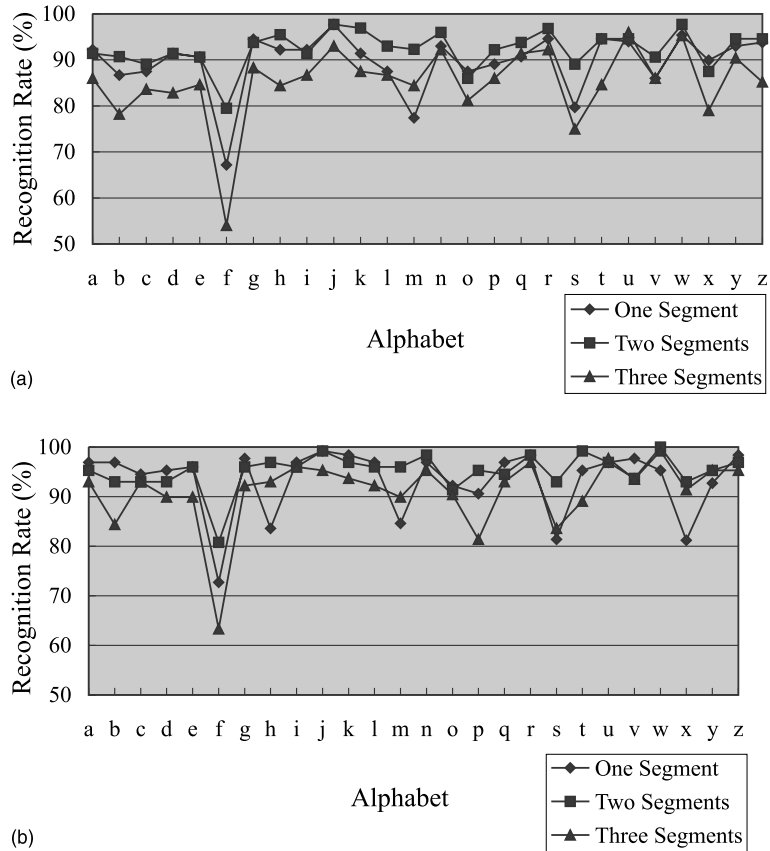 100
90
80
70
60
50
Recognition Rate (%)
a b c d e f g h i j k l m n o p q r s t u v w x y z
Alphabet
One Segment
Two Segments
Three Segments
(a)
100
90
80
70
60
50
Recognition Rate (%)
a b c d e f g h i j k l m n o p q r s t u v w x y z
Alphabet
One Segment
Two Segments
Three Segments
(b)